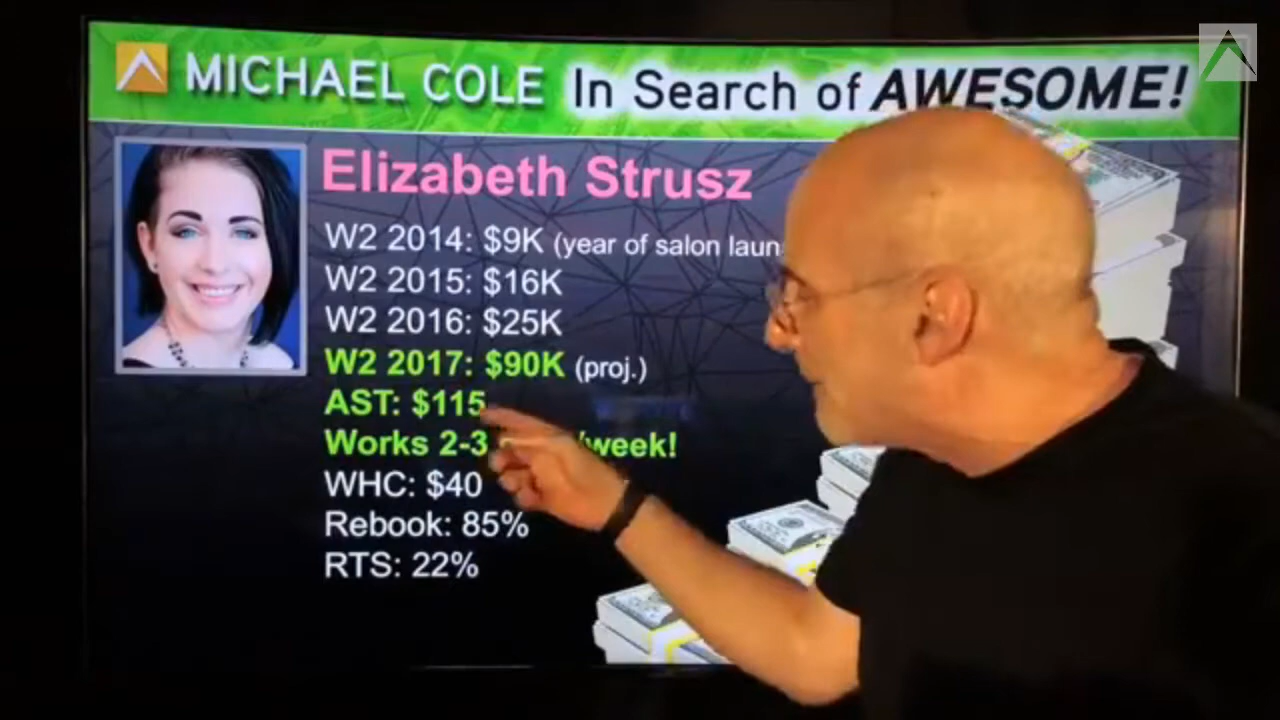 MICHAEL COLE In Search of AWESOME!
Elizabeth Strusz
W2 2014: $9K (year of salon laun
W2 2015: $16K
W2 2016: $25K
W2 2017: $90K (proj.)
AST: $115
Works 2-3 /week!
WHC: $40
Rebook: 85%
RTS: 22%